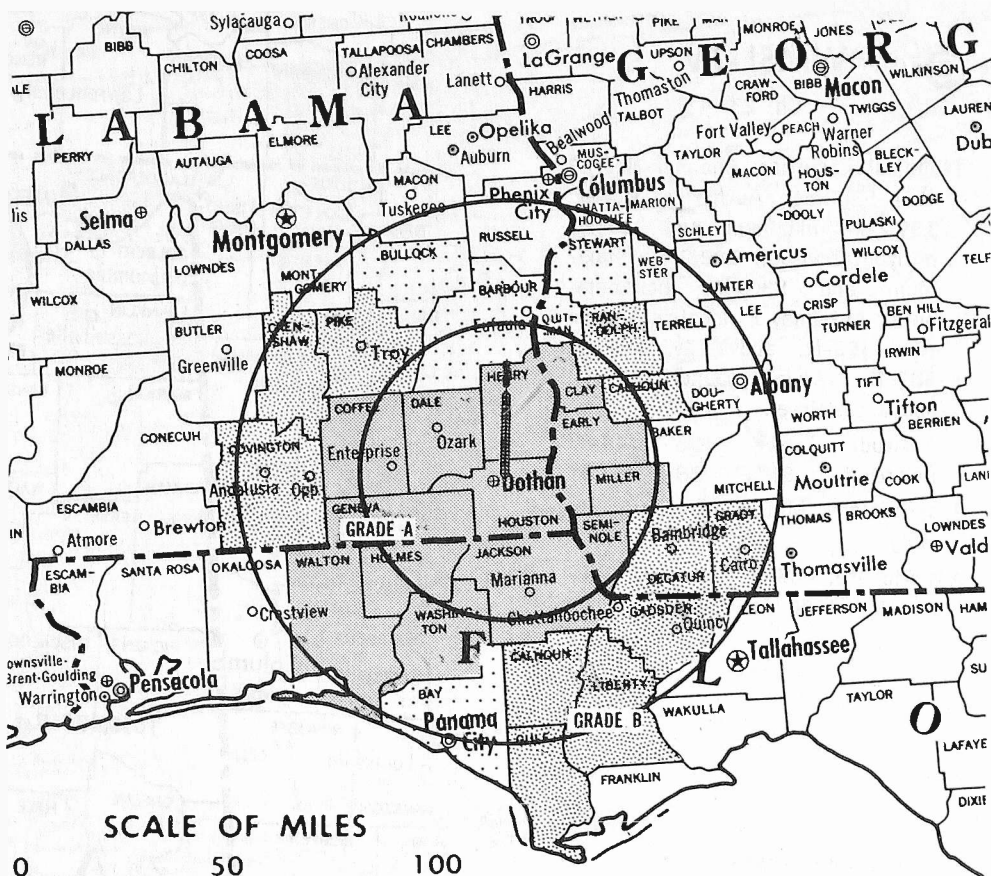 Sylacauga
TROUP
PIKE
MONROE
JONES
BIBB
COOSA
TALLAPOOSA
CHAMBERS
LaGrange
G E O R G
UPSON
CHILTON
Alexander
City
Lanett
HARRIS
Thomaston
CRAW-
FORD
BIBB
Macon
WILKINSON
TALBOT
TWIGGS
LAUREN
L A B A M A
LEE
Opelika
Bealwood
Fort Valley
PEACH
Warner
Robins
Dub
PERRY
AUTAUGA
ELMORE
Auburn
MUS-
COGEE
TAYLOR
BLECK-
LEY
MACON
Phenix
City
Columbus
MACON
HOUS-
TON
Tuskegee
CHATTA-
HOOCHEE
MARION
DODGE
Selma
DALLAS
Montgomery
RUSSELL
SCHLEY
DOOLY
PULASKI
LOWNDES
MONT-
GOMERY
BULLOCK
STEWART
WEB-
STER
Americus
WILCOX
TELF
WILCOX
BARBOUR
SUMTER
Cordele
CRISP
BUTLER
CREN-
SHAW
PIKE
Eufaula
QUIT-
MAN
RAN-
DOLPH
TERRELL
LEE
BEN HILL
TURNER
Fitzgeral
Greenville
Troy
IRWIN
MONROE
HENRY
CLAY
CALHOUN
DOU-
GHERTY
Albany
TIFT
Tifton
COFFEE
DALE
EARLY
BAKER
WORTH
BERRIEN
CONECUH
COVINGTON
Enterprise
Ozark
COLQUITT
Moultrie
COOK
LANI
Andalusia
Opp
Dothan
MILLER
MITCHELL
ESCAMBIA
Brewton
GENEVA
GRADE A
HOUSTON
SEMI-
NOLE
Bainbridge
GRADY
THOMAS
BROOKS
LOWNDES
Atmore
Vald
ESCAM-
BIA
SANTA ROSA
OKALOOSA
WALTON
HOLMES
JACKSON
DECATUR
Cairo
Thomasville
Marianna
Crestview
WASHING-
TON
Chattahoochee
GADSDEN
LEON
JEFFERSON
MADISON
HAM
Quincy
F L O
CALHOUN
Tallahassee
SU
ownsville-
Brent-Goulding
Warrington
Pensacola
BAY
LIBERTY
TAYLOR
Panama
City
GULF
GRADE B
WAKULLA
LAFAYE
FRANKLIN
DIXIE
SCALE OF MILES
0 50 100